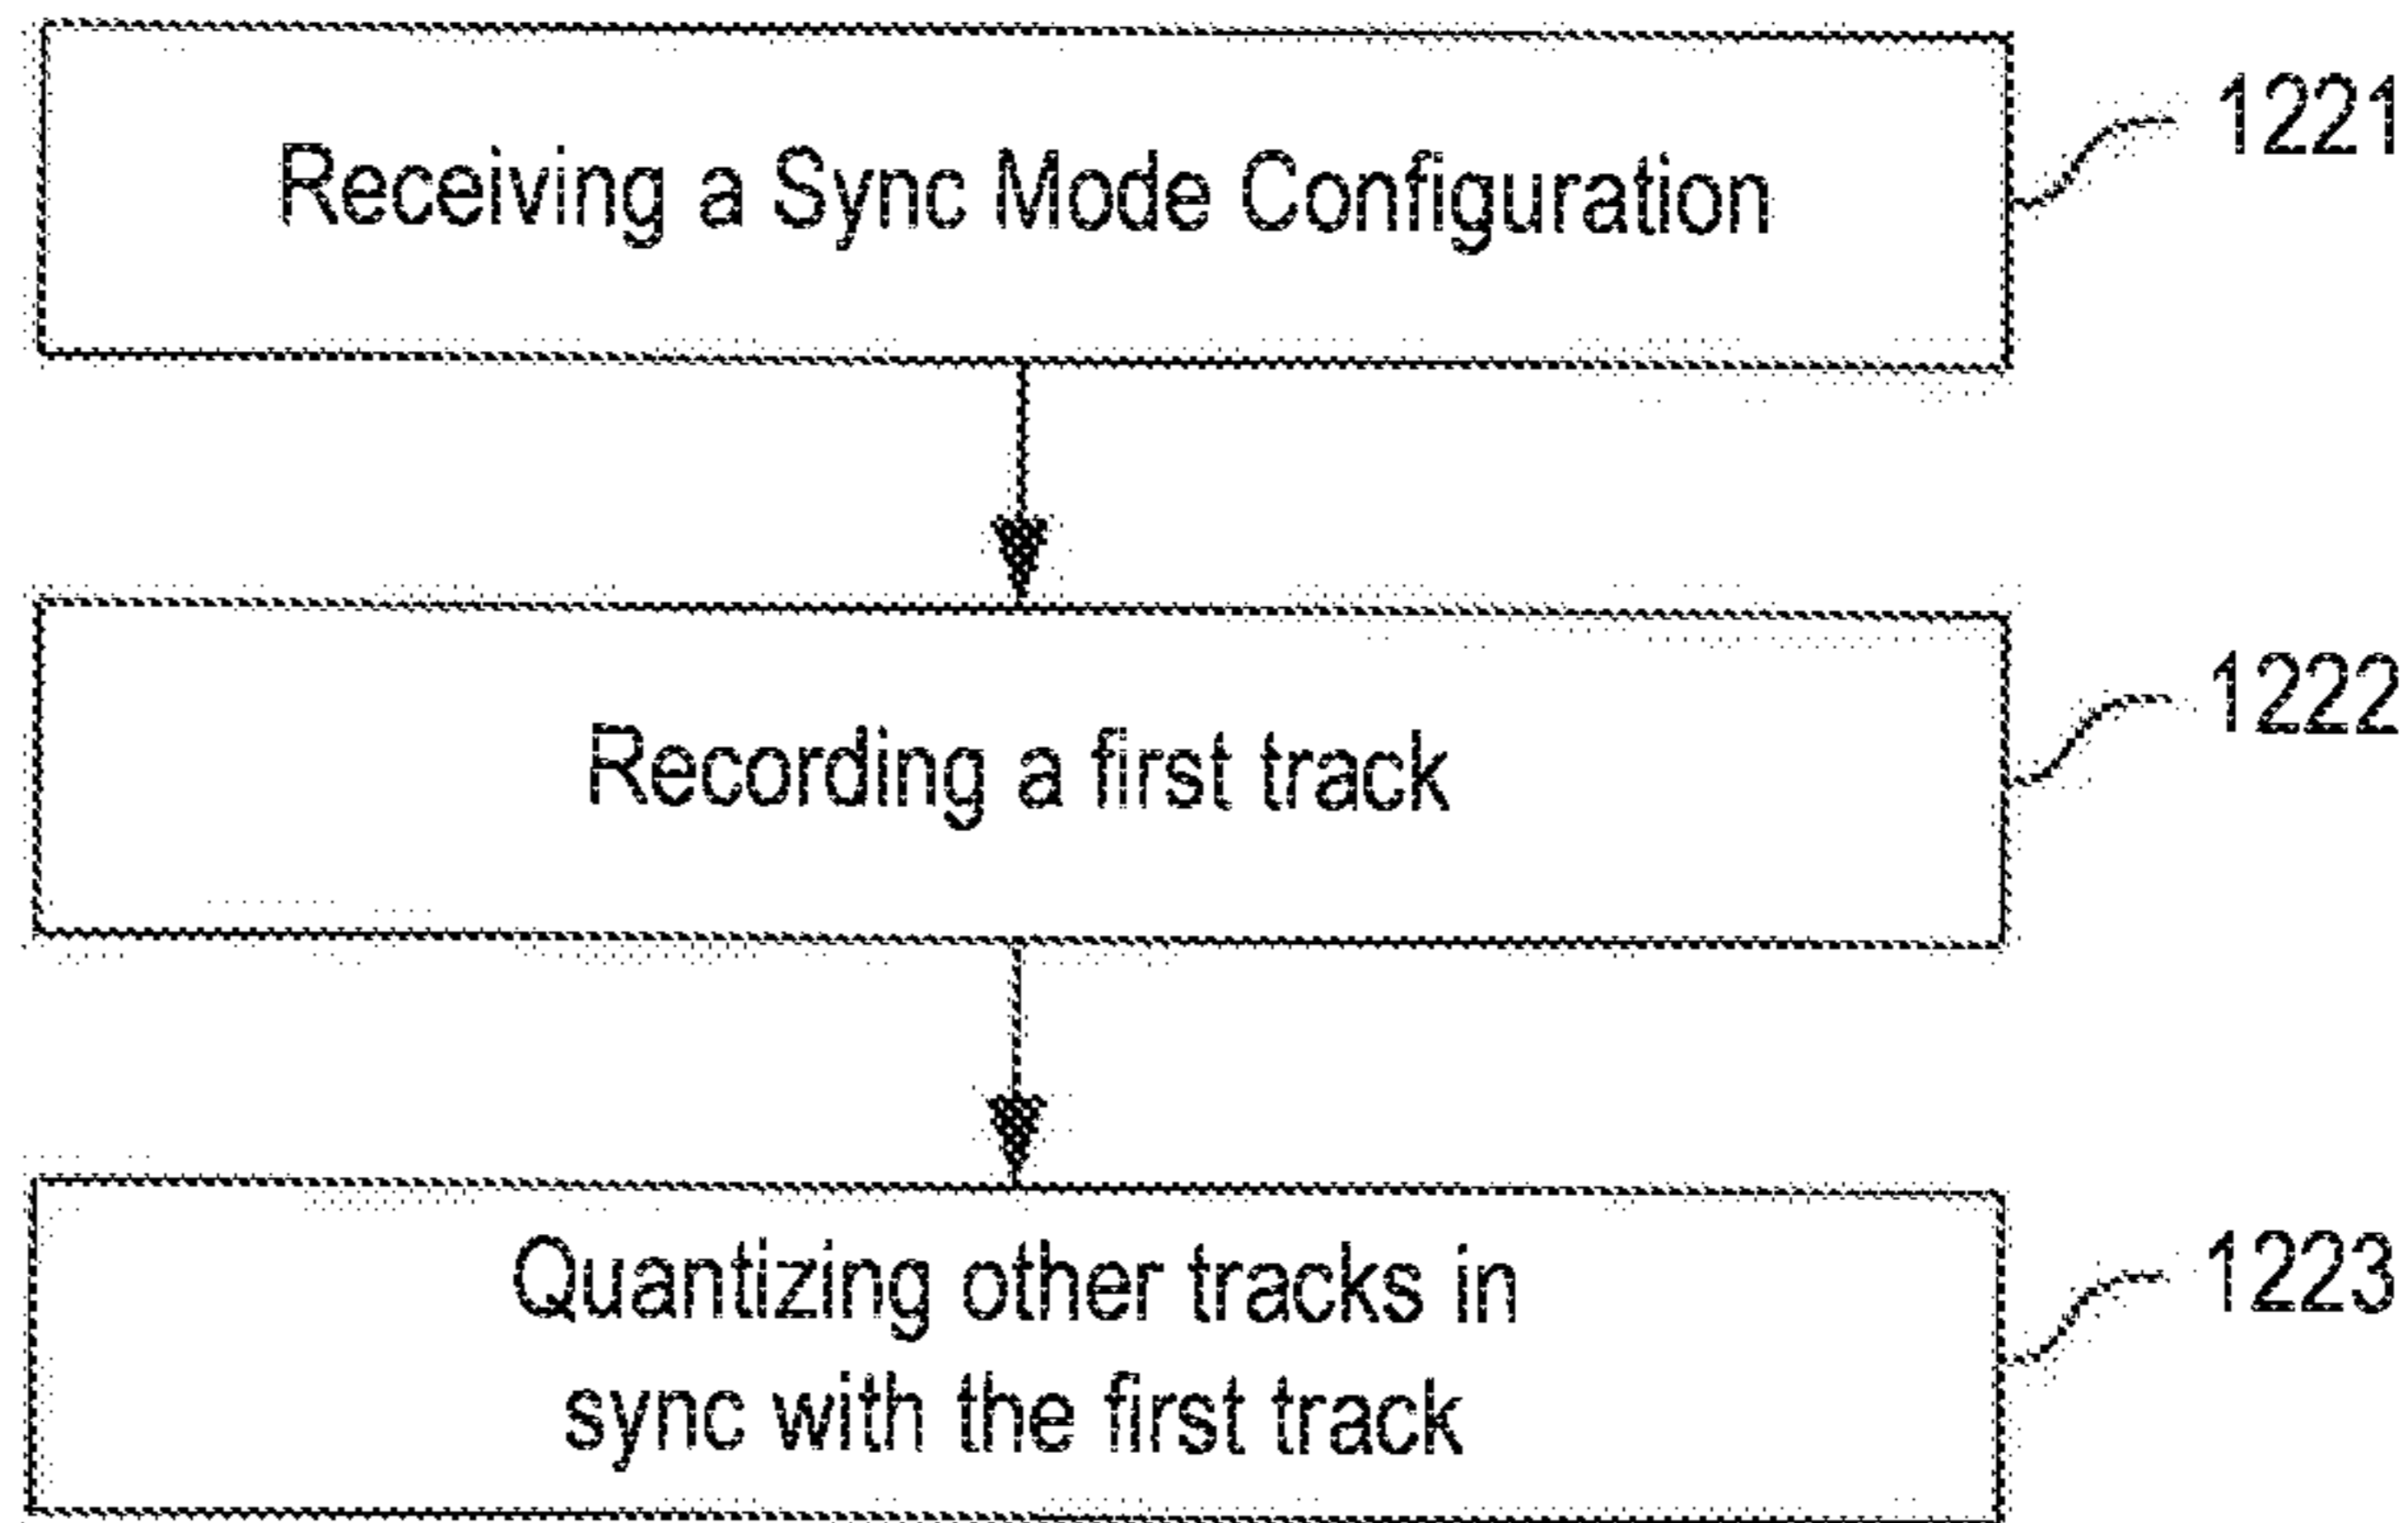 Receiving a Sync Mode Configuration
1221
Recording a first track
1222
Quantizing other tracks in
sync with the first track
1223